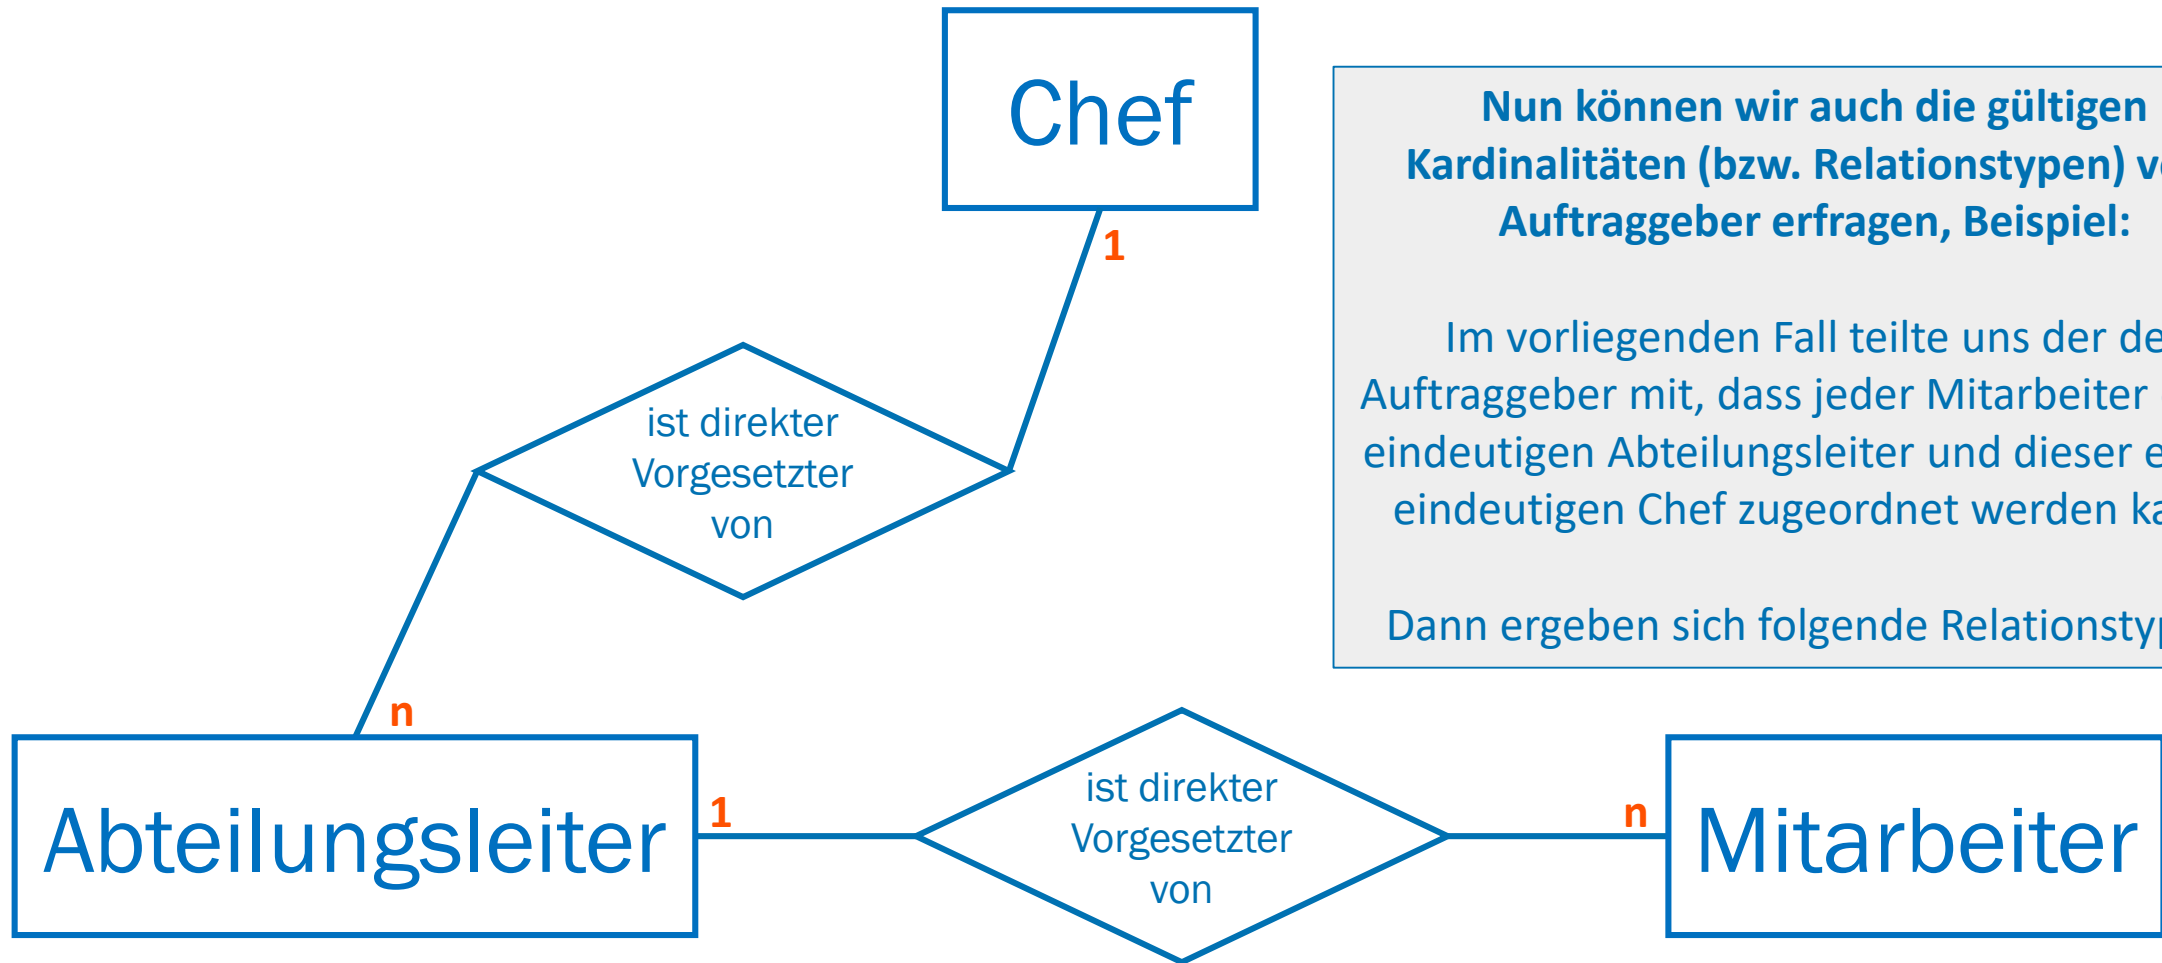 Chef
1
Nun können wir auch die gültigen
Kardinalitäten (bzw. Relationstypen)
Auftraggeber erfragen, Beispiel:
Im vorliegenden Fall teilte uns der
Auftraggeber mit, dass jeder Mitarbeiter
eindeutigen Abteilungsleiter und dieser
eindeutigen Chef zugeordnet werden
Dann ergeben sich folgende
ist direkter
Vorgesetzter
von
n
Abteilungsleiter
1
ist direkter
Vorgesetzter
von
n
Mitarbeiter